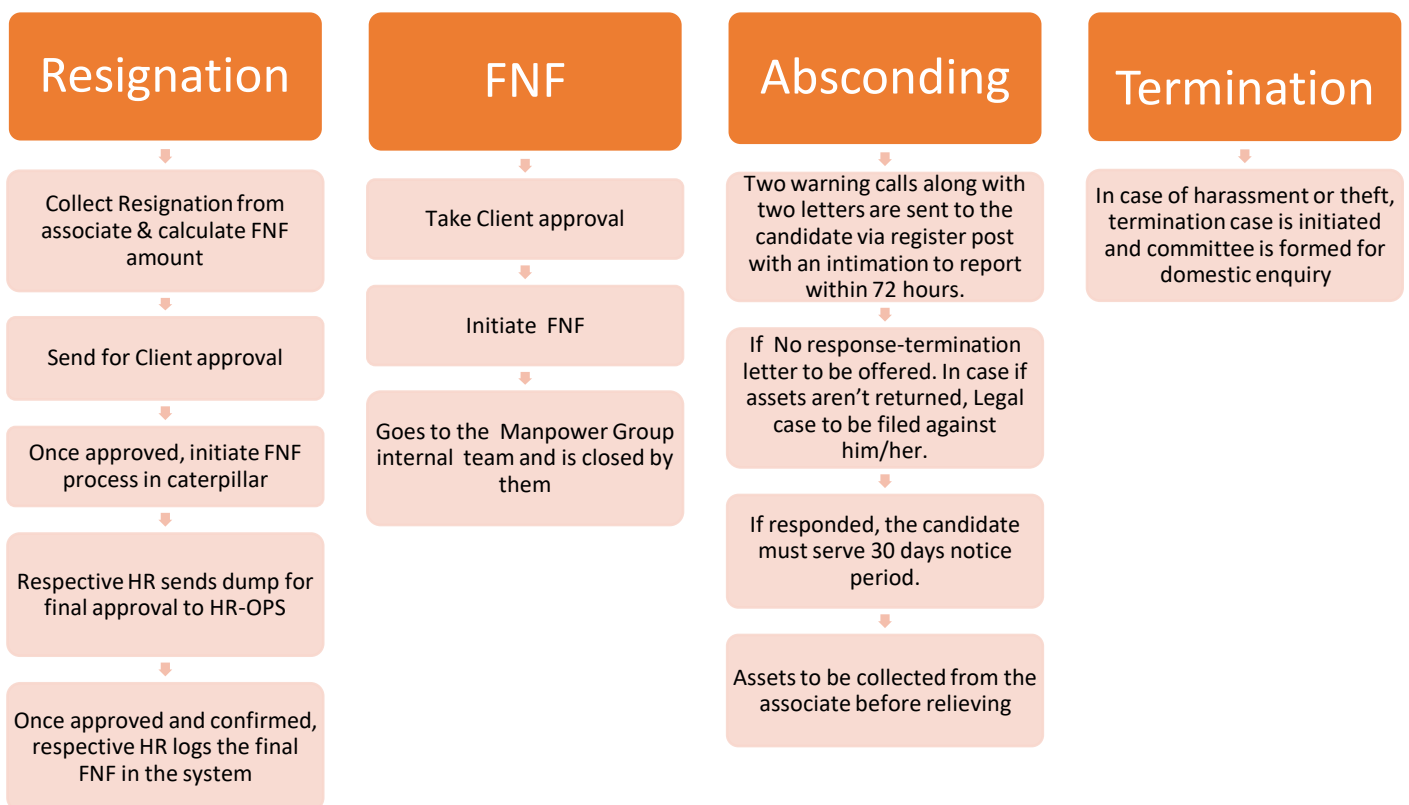 Resignation
Collect Resignation from
associate & calculate FNF
amount
Send for Client approval
Once approved, initiate FNF
process in caterpillar
Respective HR sends dump for
final approval to HR-OPS
Once approved and confirmed,
respective HR logs the final
FNF in the system
FNF
Take Client approval
Initiate FNF
Goes to the Manpower Group
internal team and is closed by
them
Absconding
Two warning calls along with
two letters are sent to the
candidate via register post
with an intimation to report
within 72 hours.
If No response-termination
letter to be offered. In case if
assets aren’t returned, Legal
case to be filed against
him/her.
If responded, the candidate
must serve 30 days notice
period.
Assets to be collected from the
associate before relieving
Termination
In case of harassment or theft,
termination case is initiated
and committee is formed for
domestic enquiry